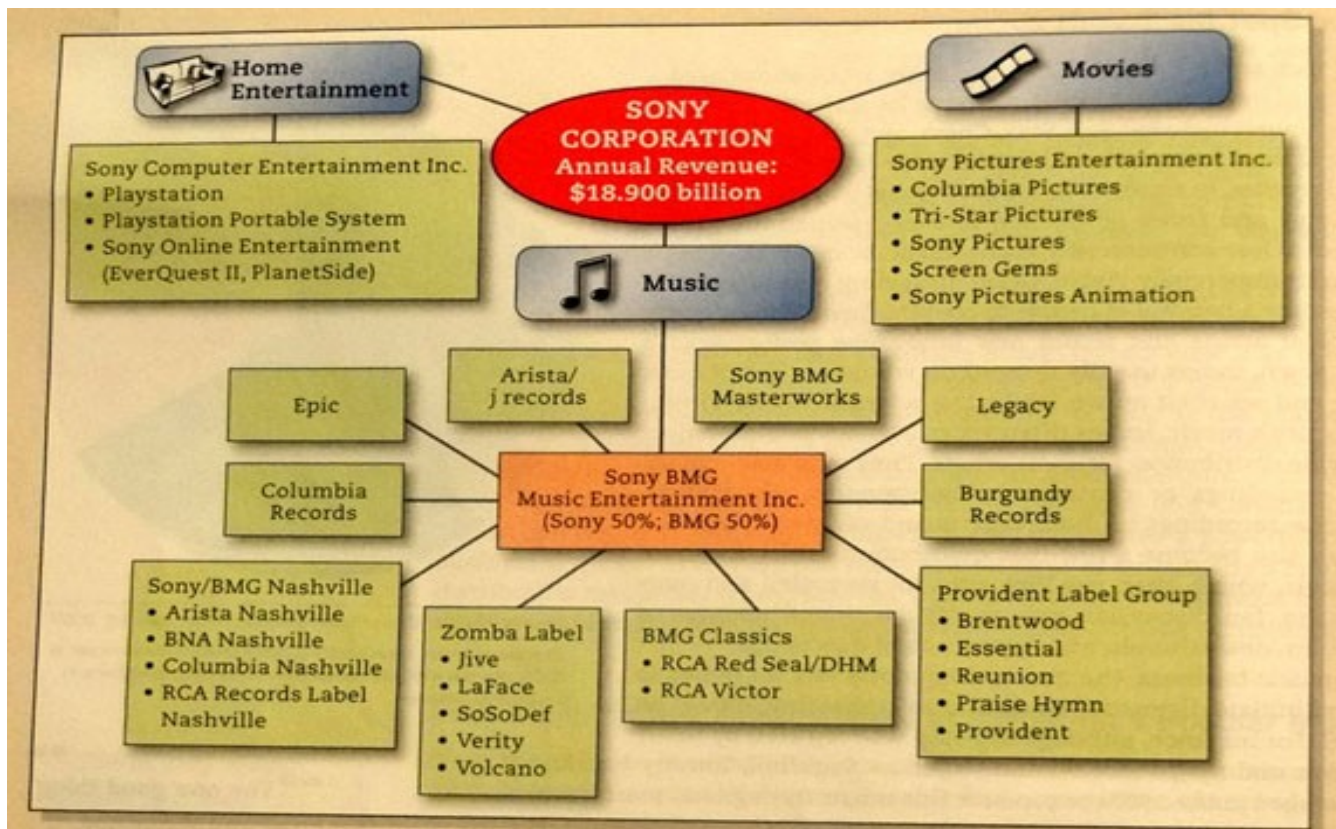 Home
Entertainment
SONY
CORPORATION
Annual Revenue:
$18.900 billion
Movies
Sony Computer Entertainment Inc.
• Playstation
• Playstation Portable System
• Sony Online Entertainment
(EverQuest II, PlanetSide)
Sony Pictures Entertainment Inc.
• Columbia Pictures
• Tri-Star Pictures
• Sony Pictures
• Screen Gems
• Sony Pictures Animation
Music
Epic
Arista/
j records
Sony BMG
Masterworks
Legacy
Columbia
Records
Sony BMG
Music Entertainment Inc.
(Sony 50%; BMG 50%)
Burgundy
Records
Sony/BMG Nashville
• Arista Nashville
• BNA Nashville
• Columbia Nashville
• RCA Records Label
Nashville
Zomba Label
• Jive
• LaFace
• SoSoDef
• Verity
• Volcano
BMG Classics
• RCA Red Seal/DHM
• RCA Victor
Provident Label Group
• Brentwood
• Essential
• Reunion
• Praise Hymn
• Provident